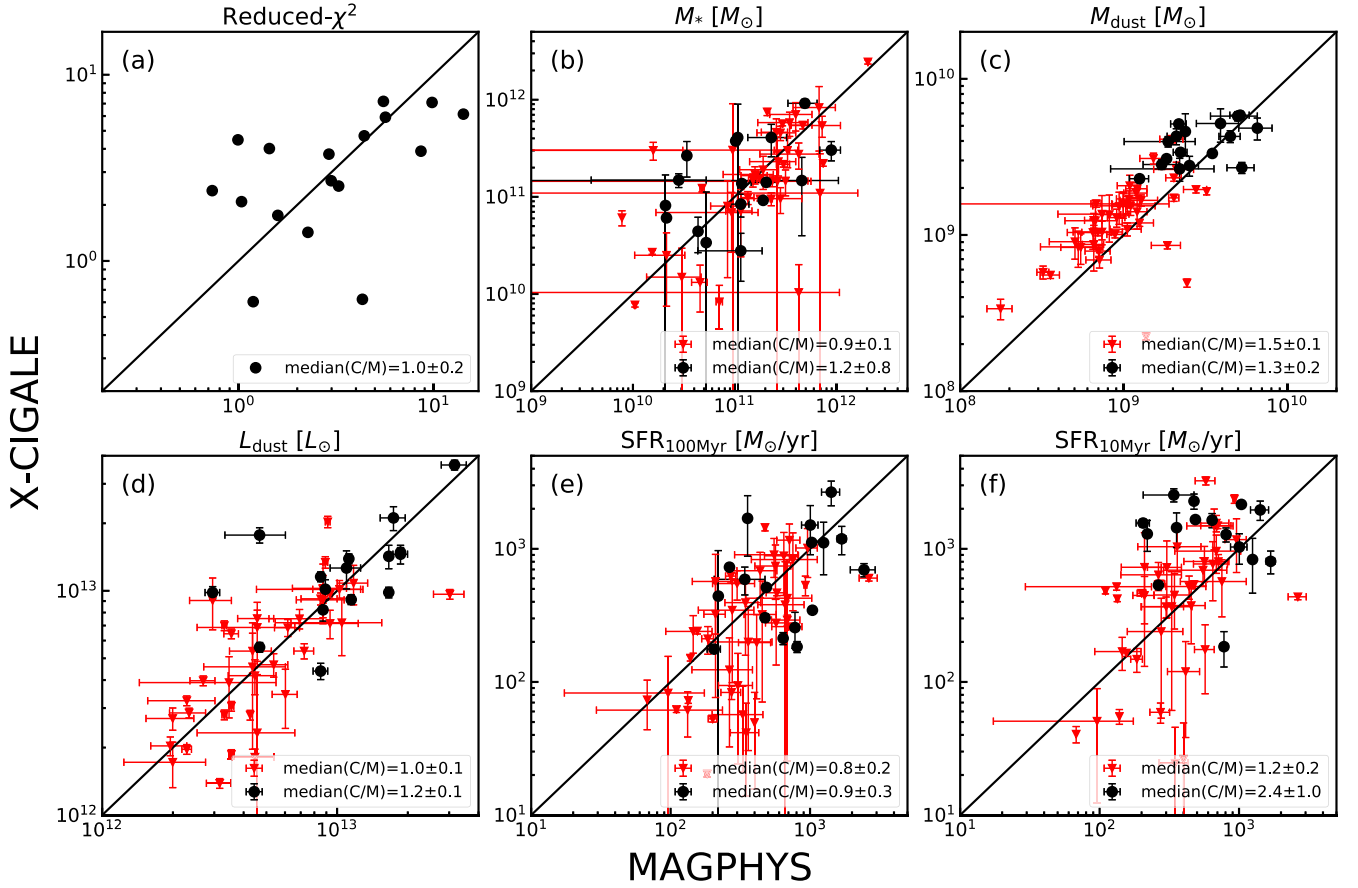 Reduced-χ²
(a)
10¹
10⁰
10⁰
10¹
median(C/M)=1.0±0.2
M* [M⊙]
(b)
10¹²
10¹¹
10¹⁰
10⁹
10⁹
10¹⁰
10¹¹
10¹²
median(C/M)=0.9±0.1
median(C/M)=1.2±0.8
Mdust [M⊙]
(c)
10¹⁰
10⁹
10⁸
10⁸
10⁹
10¹⁰
median(C/M)=1.5±0.1
median(C/M)=1.3±0.2
X-CIGALE
Ldust [L⊙]
(d)
10¹³
10¹³
10¹²
10¹²
10¹³
median(C/M)=1.0±0.1
median(C/M)=1.2±0.1
SFR100Myr [M⊙/yr]
(e)
10³
10²
10¹
10¹
10²
10³
median(C/M)=0.8±0.2
median(C/M)=0.9±0.3
SFR10Myr [M⊙/yr]
(f)
10³
10²
10¹
10¹
10²
10³
median(C/M)=1.2±0.2
median(C/M)=2.4±1.0
MAGPHYS